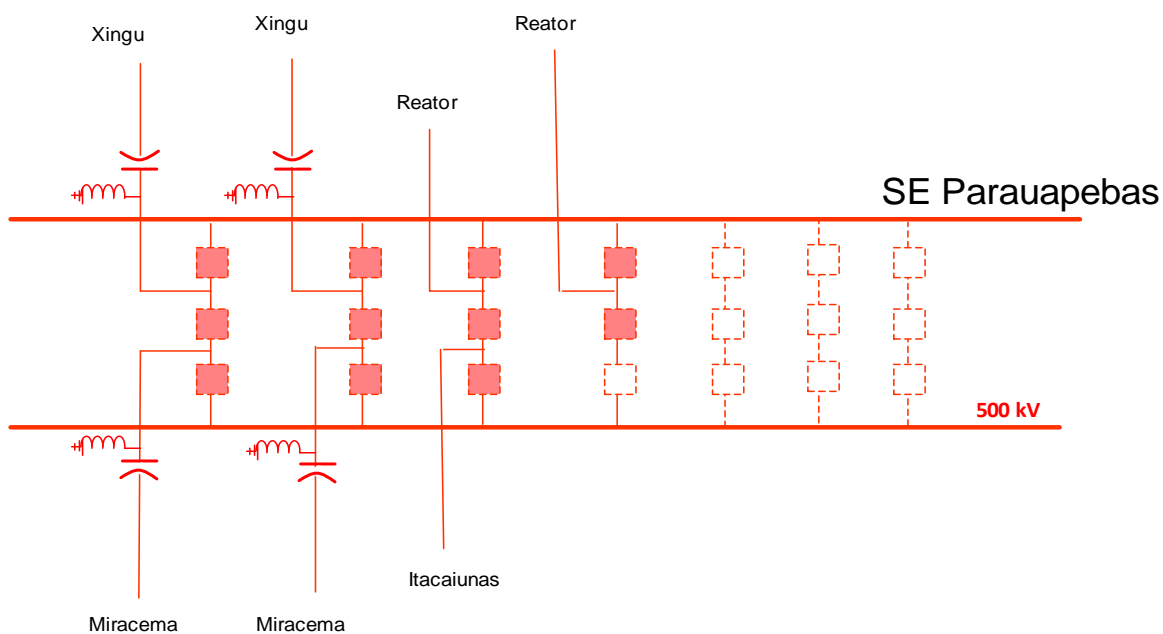 Xingu
Xingu
Reator
Reator
SE Parauapebas
500 kV
Itacaiunas
Miracema
Miracema